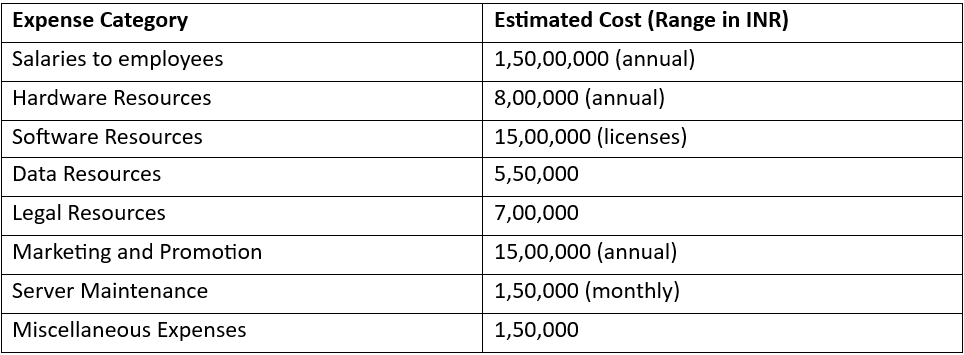 Expense Category Estimated Cost (Range in INR)
Salaries to employees 1,50,00,000 (annual)
Hardware Resources 8,00,000 (annual)
Software Resources 15,00,000 (licenses)
Data Resources 5,50,000
Legal Resources 7,00,000
Marketing and Promotion 15,00,000 (annual)
Server Maintenance 1,50,000 (monthly)
Miscellaneous Expenses 1,50,000